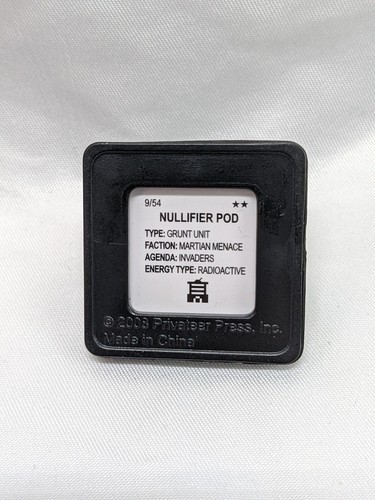 9/54 ★★
NULLIFIER POD
TYPE: GRUNT UNIT
FACTION: MARTIAN MENACE
AGENDA: INVADERS
ENERGY TYPE: RADIOACTIVE
© 2008 Privateer Press, Inc.
Made in China